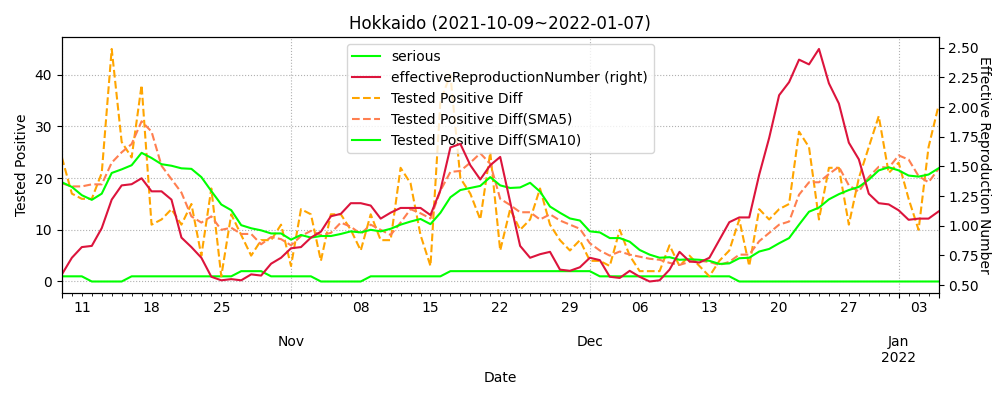 Hokkaido (2021-10-09~2022-01-07)
serious
effectiveReproductionNumber (right)
Tested Positive Diff
Tested Positive Diff(SMA5)
Tested Positive Diff(SMA10)
Tested Positive
40
30
20
10
0
2.50
2.25
2.00
1.75
1.50
1.25
1.00
0.75
0.50
Effective Reproduction Number
11 18 25 08 15 22 29 06 13 20 27 03
Nov Dec Jan
2022
Date